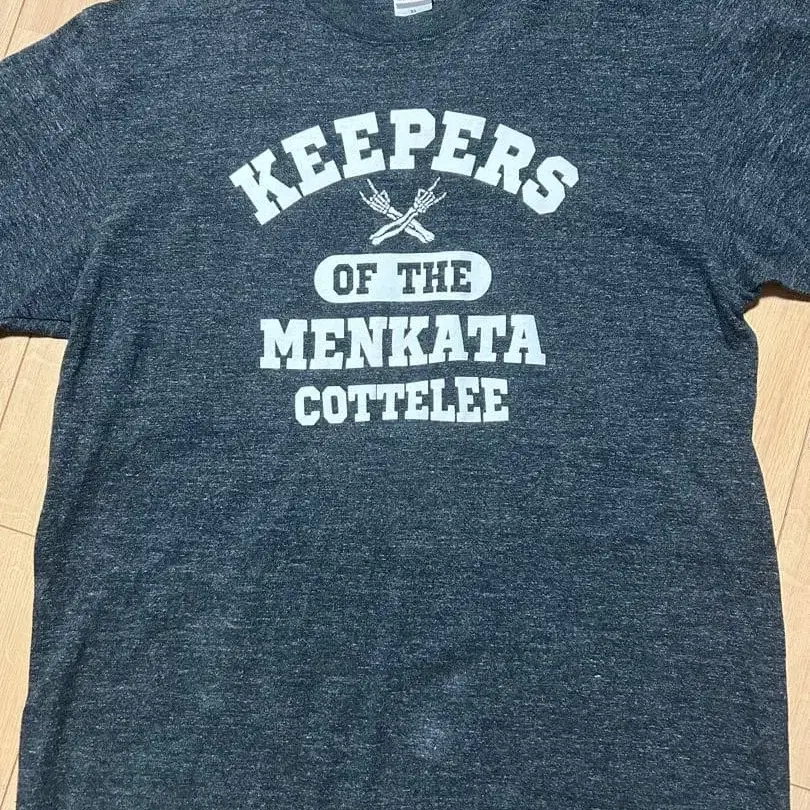 KEEPERS
OF THE
MENKATA
COTTELEE